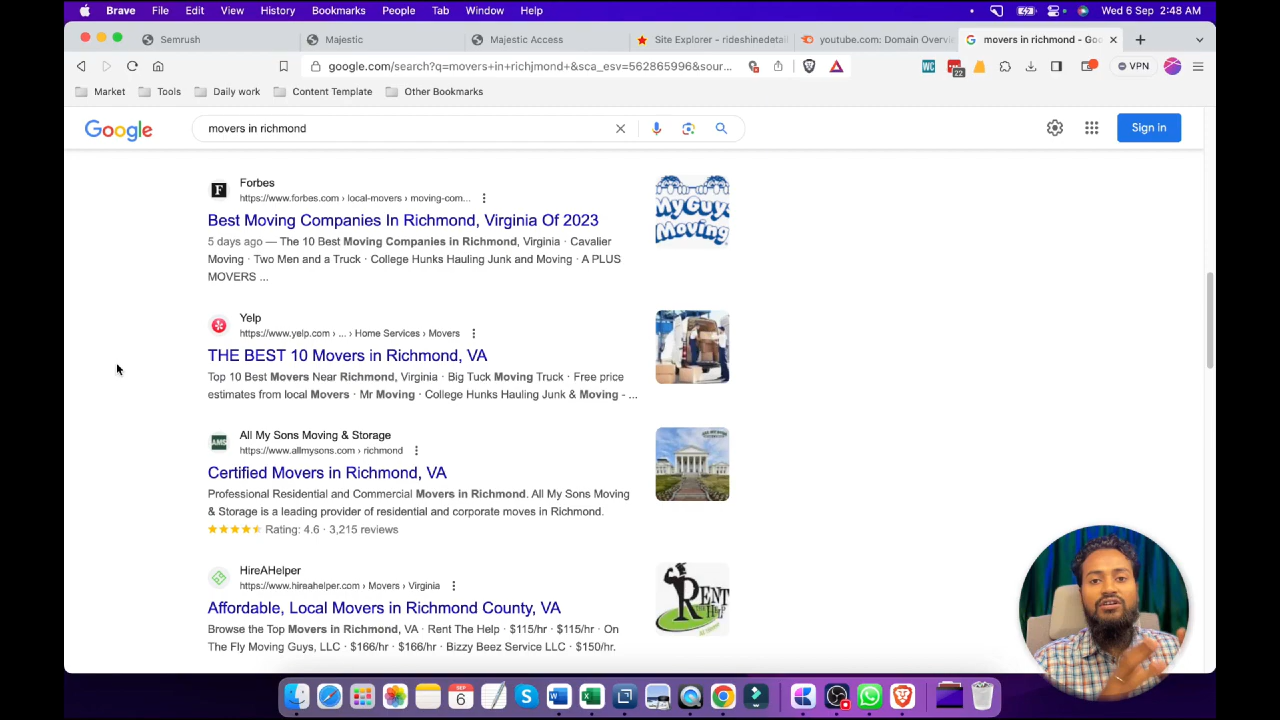 Brave File Edit View History Bookmarks People Tab Window Help Wed 6 Sep 2:48 AM
Semrush Majestic Majestic Access Site Explorer - rideshinedetail youtube.com: Domain Overvie movers in richmond - Goo
google.com/search?q=movers+in+richjmond+&sca_esv=562865996&sour... 22 VPN
Market Tools Daily work Content Template Other Bookmarks
Google movers in richmond Sign in
Forbes
https://www.forbes.com › local-movers › moving-com...
Best Moving Companies In Richmond, Virginia Of 2023
5 days ago — The 10 Best Moving Companies in Richmond, Virginia · Cavalier
Moving · Two Men and a Truck · College Hunks Hauling Junk and Moving · A PLUS
MOVERS ...
My Guys
Moving
Yelp
https://www.yelp.com › ... › Home Services › Movers
THE BEST 10 Movers in Richmond, VA
Top 10 Best Movers Near Richmond, Virginia · Big Tuck Moving Truck · Free price
estimates from local Movers · Mr Moving · College Hunks Hauling Junk & Moving - ...
All My Sons Moving & Storage
AMS
https://www.allmysons.com › richmond
Certified Movers in Richmond, VA
Professional Residential and Commercial Movers in Richmond. All My Sons Moving
& Storage is a leading provider of residential and corporate moves in Richmond.
Rating: 4.6 · 3,215 reviews
HireAHelper
https://www.hireahelper.com › Movers › Virginia
Affordable, Local Movers in Richmond County, VA
Browse the Top Movers in Richmond, VA · Rent The Help · $115/hr · $115/hr · On
The Fly Moving Guys, LLC · $166/hr · $166/hr · Bizzy Beez Service LLC · $150/hr.
RENT
SEP
6